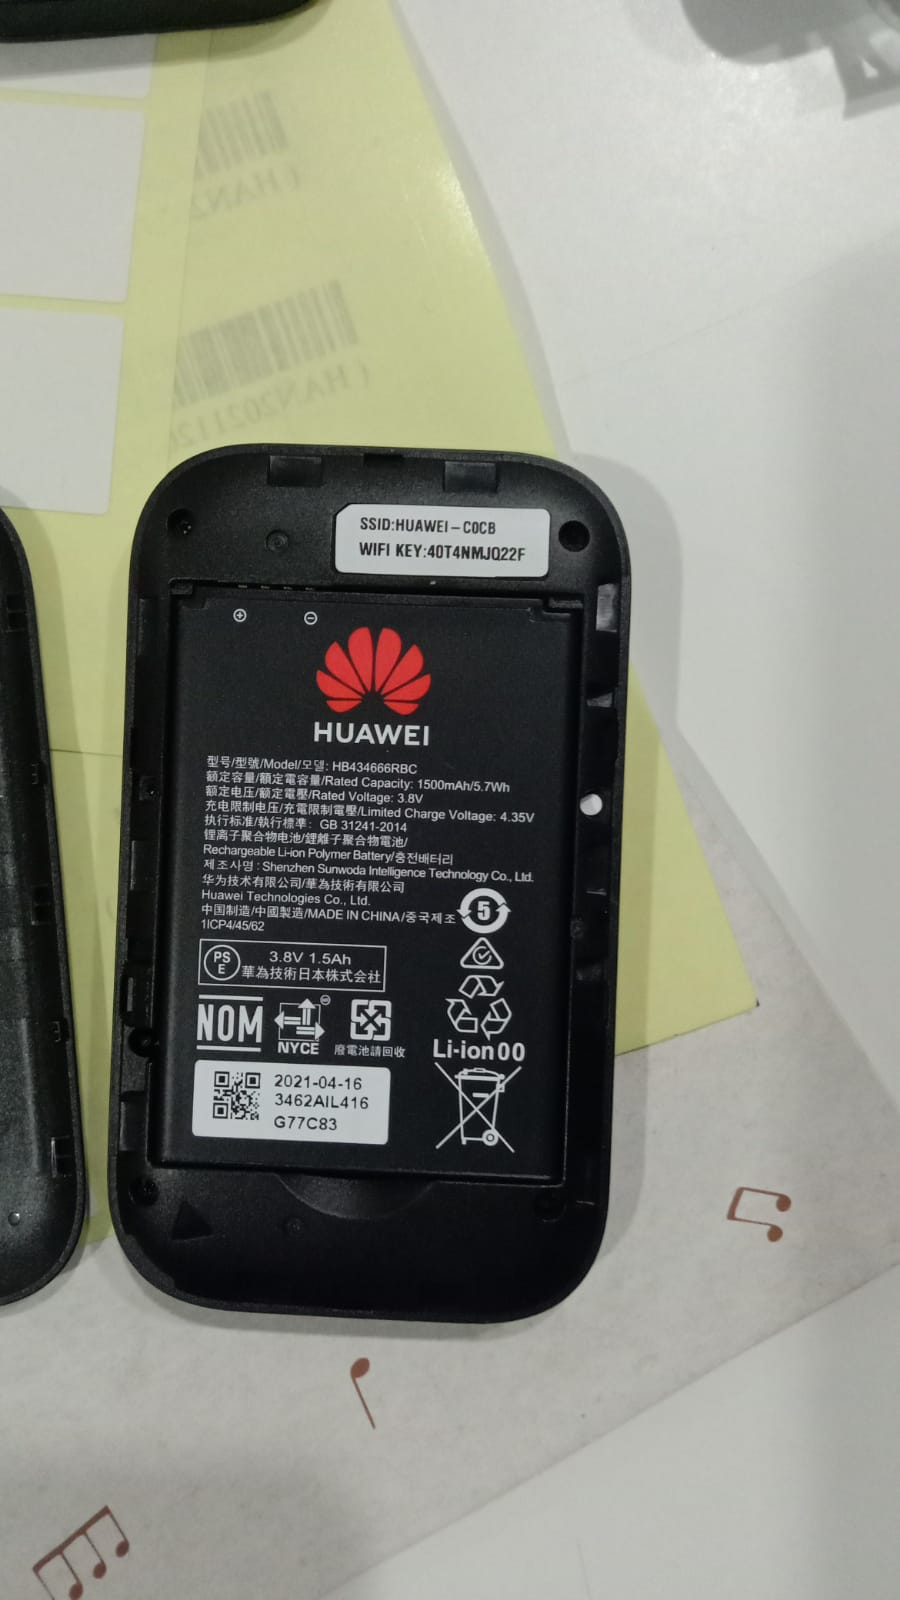 (HAN2
(HAN2021126
SSID:HUAWEI-C0CB
WIFI KEY:40T4NMJQ22F
HUAWEI
型号/型號/Model/모델: HB434666RBC
额定容量/額定電容量/Rated Capacity: 1500mAh/5.7Wh
额定电压/額定電壓/Rated Voltage: 3.8V
充电限制电压/充電限制電壓/Limited Charge Voltage: 4.35V
执行标准/執行標準: GB 31241-2014
锂离子聚合物电池/鋰離子聚合物電池/
Rechargeable Li-ion Polymer Battery/충전배터리
제조사명 : Shenzhen Sunwoda Intelligence Technology Co., Ltd.
华为技术有限公司/華為技術有限公司
Huawei Technologies Co., Ltd.
中国制造/中國製造/MADE IN CHINA/중국제조
1ICP4/45/62
5
PS
E
3.8V 1.5Ah
華為技術日本株式会社
NOM
NYCE
廢電池請回收
Li-ion00
2021-04-16
3462AIL416
G77C83